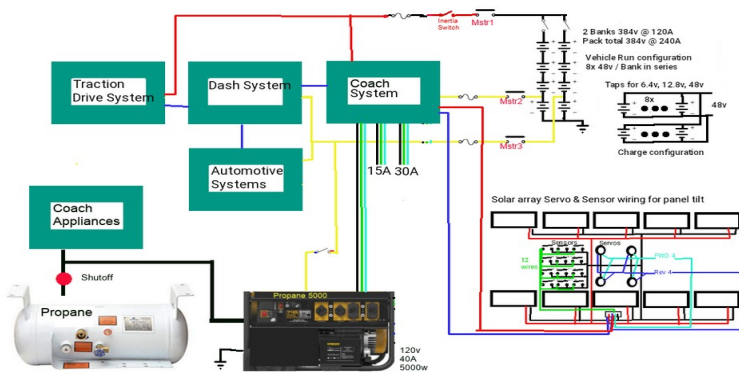 Inertia
Switch
Mstr1
2 Banks 384v @ 120A
Pack total 384v @ 240A
Vehicle Run configuration
8x 48v / Bank in series
Taps for 6.4v, 12.8v, 48v
8x
48v
48v
Charge configuration
Traction
Drive System
Dash System
Coach
System
Mstr2
Mstr3
Automotive
Systems
15A
30A
Coach
Appliances
Shutoff
Propane
Propane 5000
120v
40A
5000w
Solar array Servo & Sensor wiring for panel tilt
Sensors
Servos
12
wires
FWD 4
Rev 4